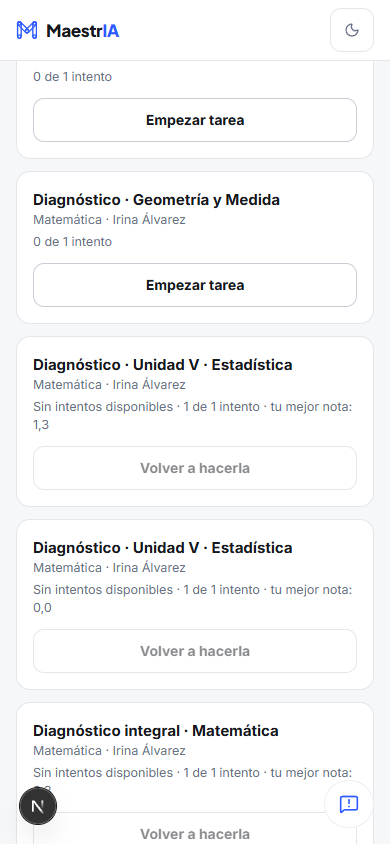 MaestrIA
0 de 1 intento
Empezar tarea
Diagnóstico · Geometría y Medida
Matemática · Irina Álvarez
0 de 1 intento
Empezar tarea
Diagnóstico · Unidad V · Estadística
Matemática · Irina Álvarez
Sin intentos disponibles · 1 de 1 intento · tu mejor nota:
1,3
Volver a hacerla
Diagnóstico · Unidad V · Estadística
Matemática · Irina Álvarez
Sin intentos disponibles · 1 de 1 intento · tu mejor nota:
0,0
Volver a hacerla
Diagnóstico integral · Matemática
Matemática · Irina Álvarez
Sin intentos disponibles · 1 de 1 intento · tu mejor nota:
N
Volver a hacerla